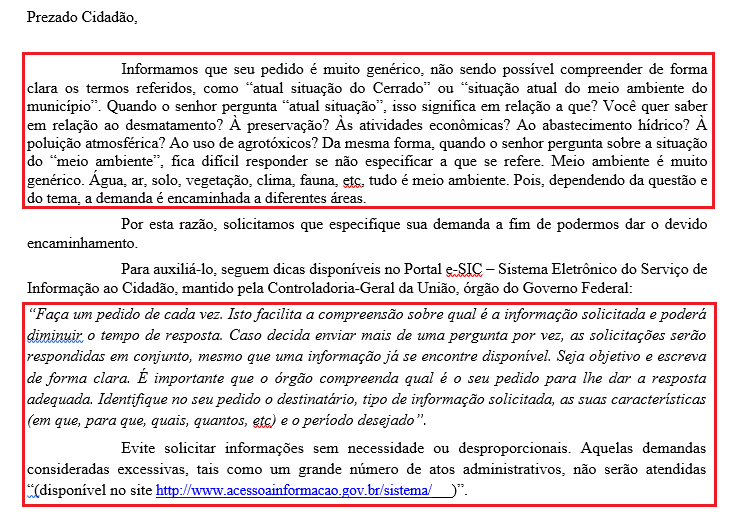 Prezado Cidadão,
Informamos que seu pedido é muito genérico, não sendo possível compreender de forma
clara os termos referidos, como “atual situação do Cerrado” ou “situação atual do meio ambiente do
município”. Quando o senhor pergunta “atual situação”, isso significa em relação a que? Você quer saber
em relação ao desmatamento? À preservação? Às atividades econômicas? Ao abastecimento hídrico? À
poluição atmosférica? Ao uso de agrotóxicos? Da mesma forma, quando o senhor pergunta sobre a situação
do “meio ambiente”, fica difícil responder se não especificar a que se refere. Meio ambiente é muito
genérico. Água, ar, solo, vegetação, clima, fauna, etc, tudo é meio ambiente. Pois, dependendo da questão e
do tema, a demanda é encaminhada a diferentes áreas.
Por esta razão, solicitamos que especifique sua demanda a fim de podermos dar o devido
encaminhamento.
Para auxiliá-lo, seguem dicas disponíveis no Portal e-SIC – Sistema Eletrônico do Serviço de
Informação ao Cidadão, mantido pela Controladoria-Geral da União, órgão do Governo Federal:
“Faça um pedido de cada vez. Isto facilita a compreensão sobre qual é a informação solicitada e poderá
diminuir o tempo de resposta. Caso decida enviar mais de uma pergunta por vez, as solicitações serão
respondidas em conjunto, mesmo que uma informação já se encontre disponível. Seja objetivo e escreva
de forma clara. É importante que o órgão compreenda qual é o seu pedido para lhe dar a resposta
adequada. Identifique no seu pedido o destinatário, tipo de informação solicitada, as suas características
(em que, para que, quais, quantos, etc) e o período desejado”.
Evite solicitar informações sem necessidade ou desproporcionais. Aquelas demandas
consideradas excessivas, tais como um grande número de atos administrativos, não serão atendidas
“(disponível no site http://www.acessoainformacao.gov.br/sistema/   )”.